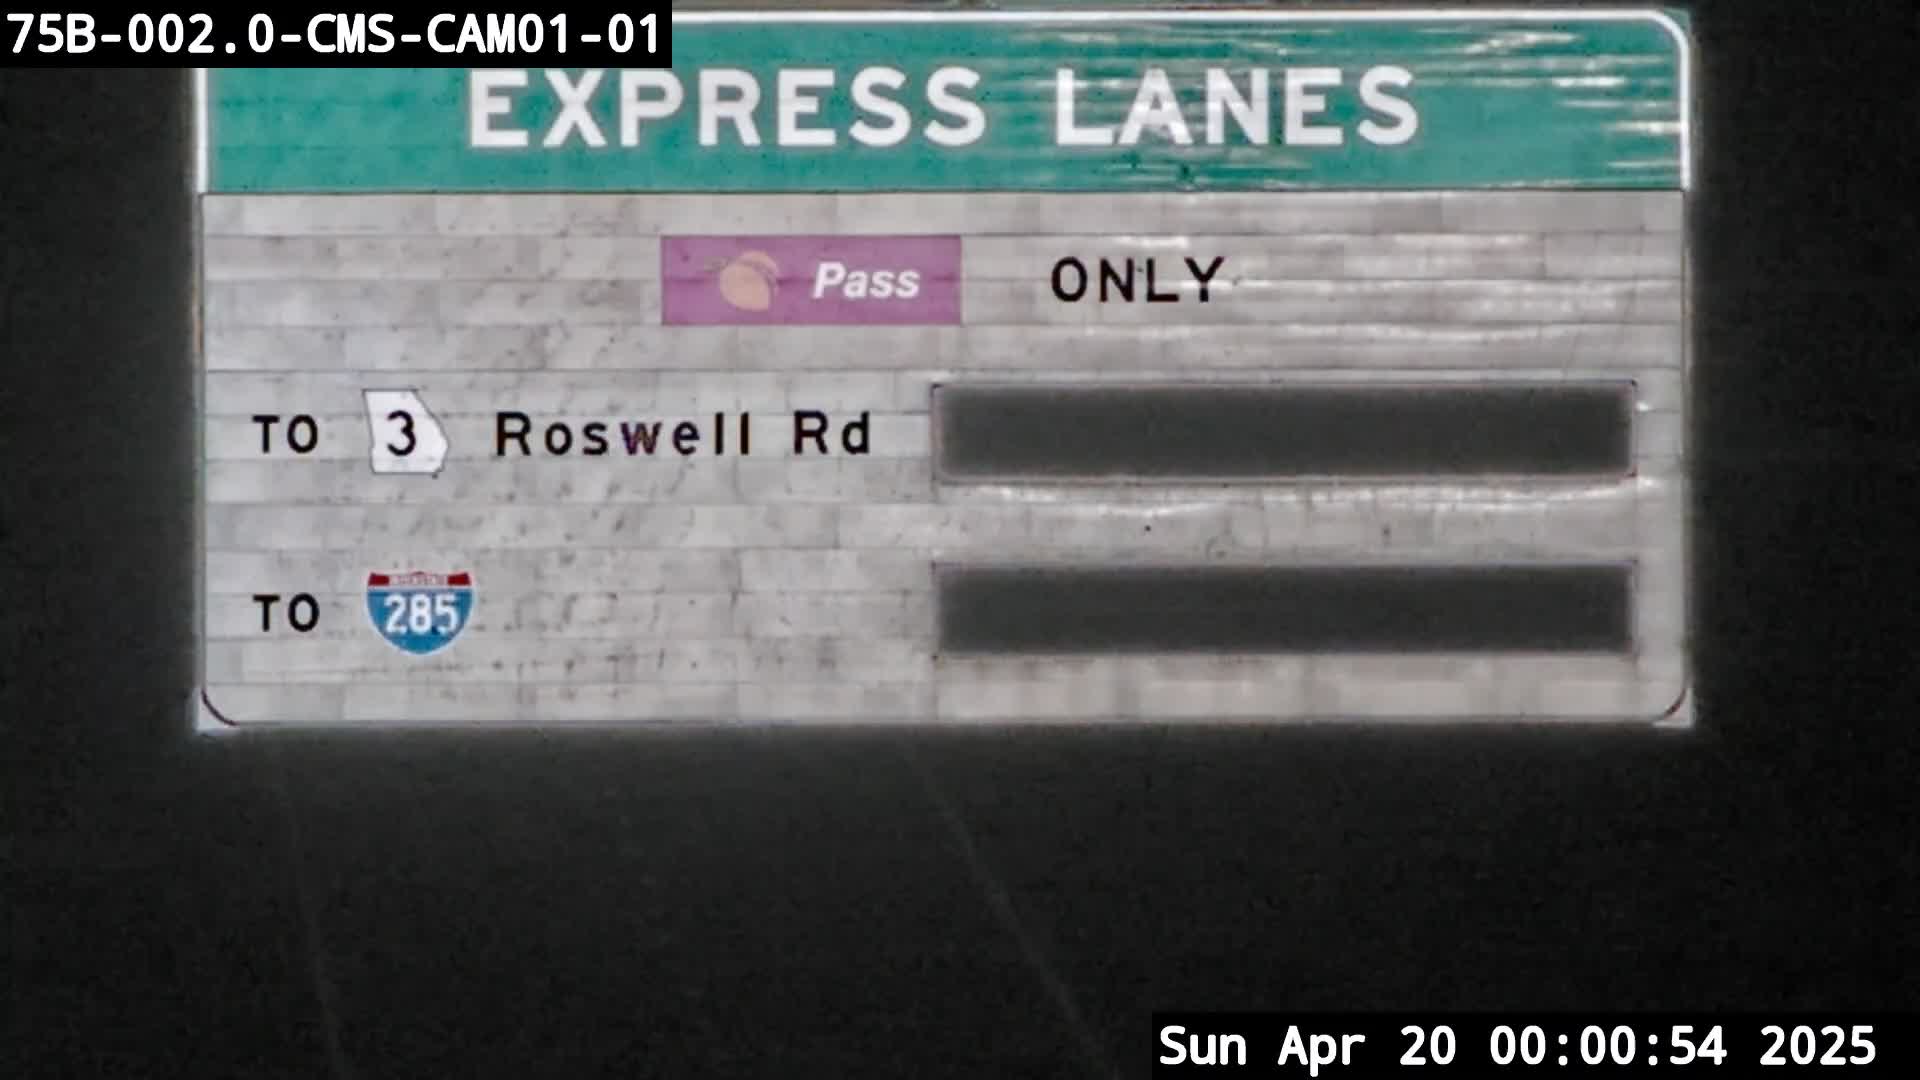 75B-002.0-CMS-CAM01-01
EXPRESS LANES
Pass ONLY
TO 3 Roswell Rd
TO 285
Sun Apr 20 00:00:54 2025